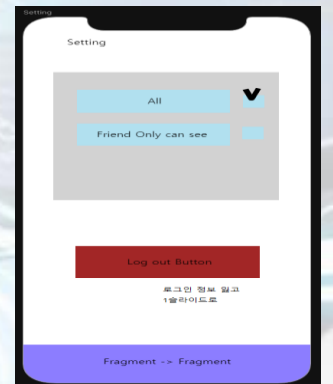 Setting
Setting
All
Friend Only can see
Log out Button
로그인 정보 잃고
1슬라이드로
Fragment -> Fragment